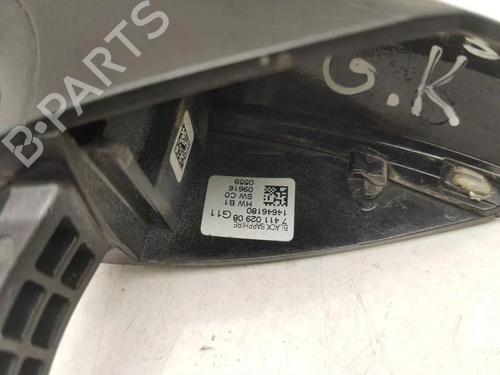 B-PARTS
G.K
BLACK SAPPHIRE
7 411 029 08 G11
14646180
HW B1
SW C0
09616
0559